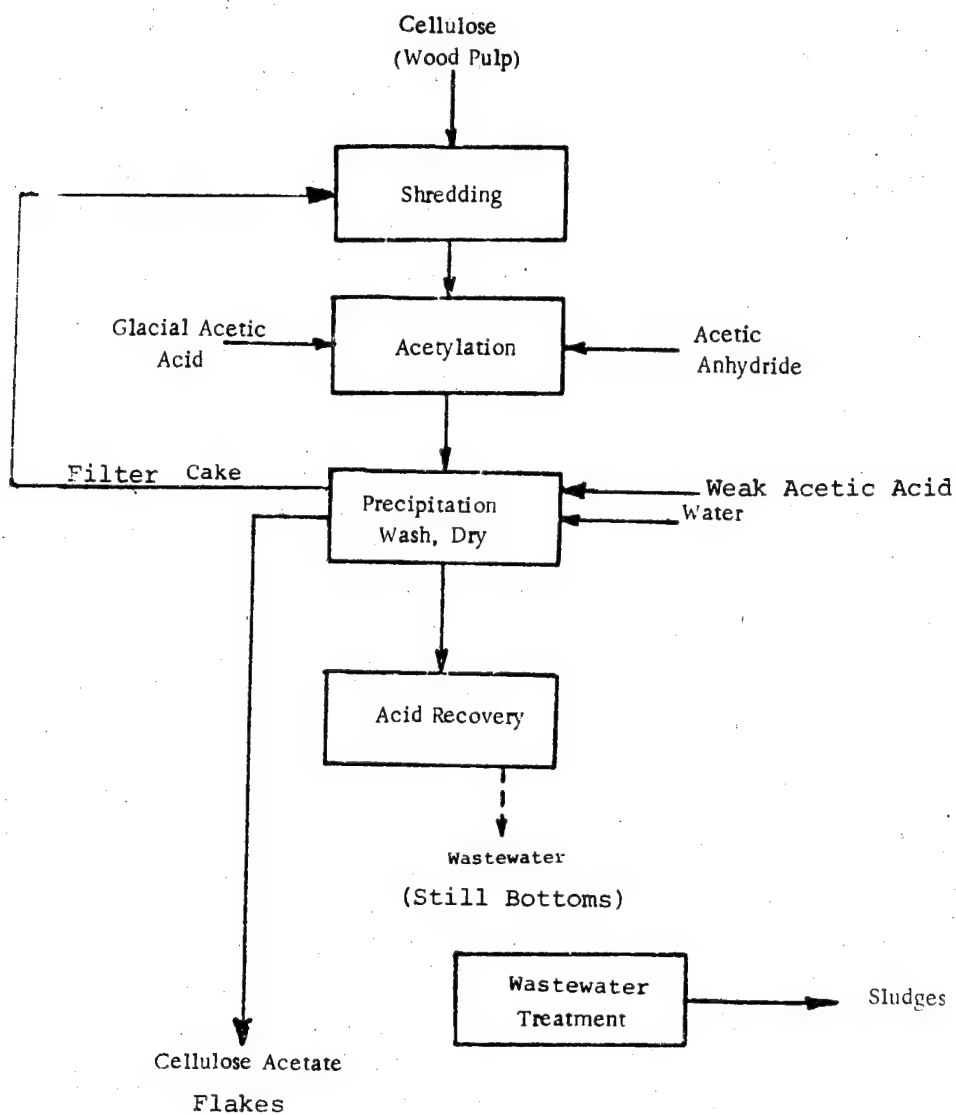 Cellulose
(Wood Pulp)
Shredding
Glacial Acetic
Acid
Acetylation
Acetic
Anhydride
Filter Cake
Precipitation
Wash, Dry
Weak Acetic Acid
Water
Acid Recovery
Wastewater
(Still Bottoms)
Wastewater
Treatment
Sludges
Cellulose Acetate
Flakes